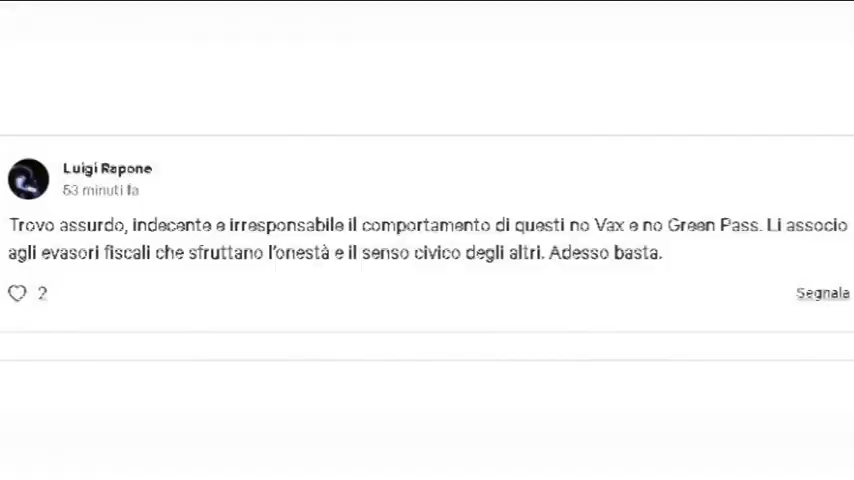 Luigi Rapone
53 minuti fa
Trovo assurdo, indecente e irresponsabile il comportamento di questi no Vax e no Green Pass. Li associo
agli evasori fiscali che sfruttano l'onestà e il senso civico degli altri. Adesso basta.
2
Segnala